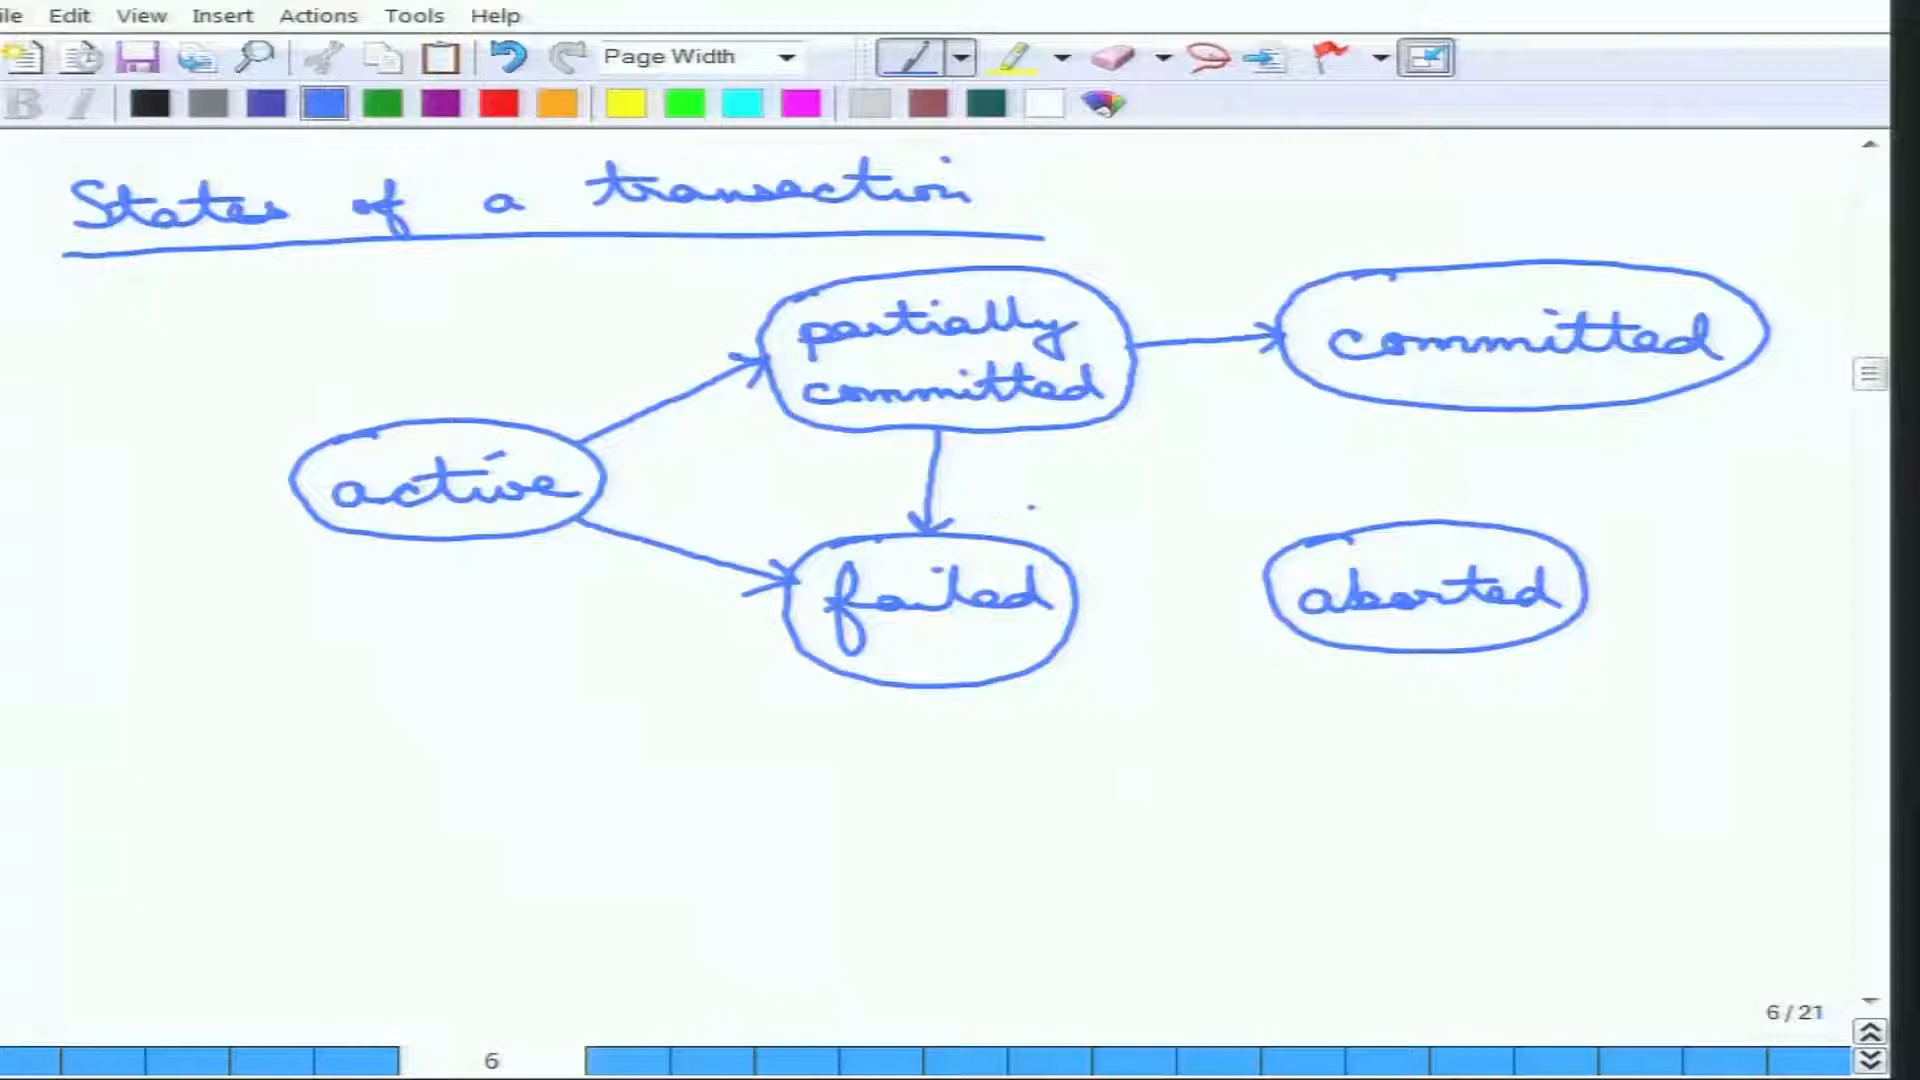 ile Edit View Insert Actions Tools Help
Page Width
B I
States of a transaction
partially
committed
committed
active
failed
aborted
6 / 21
6